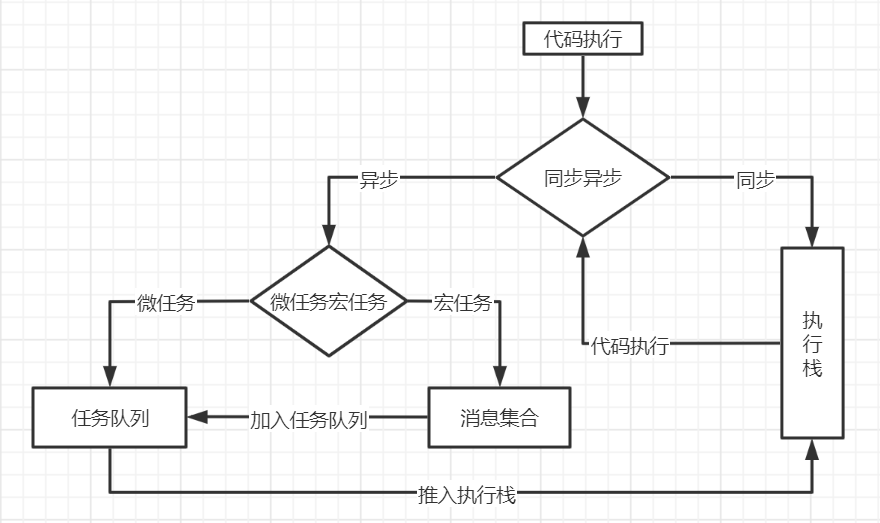 代码执行
同步异步
异步
同步
微任务宏任务
微任务
宏任务
执
行
栈
代码执行
任务队列
加入任务队列
消息集合
推入执行栈